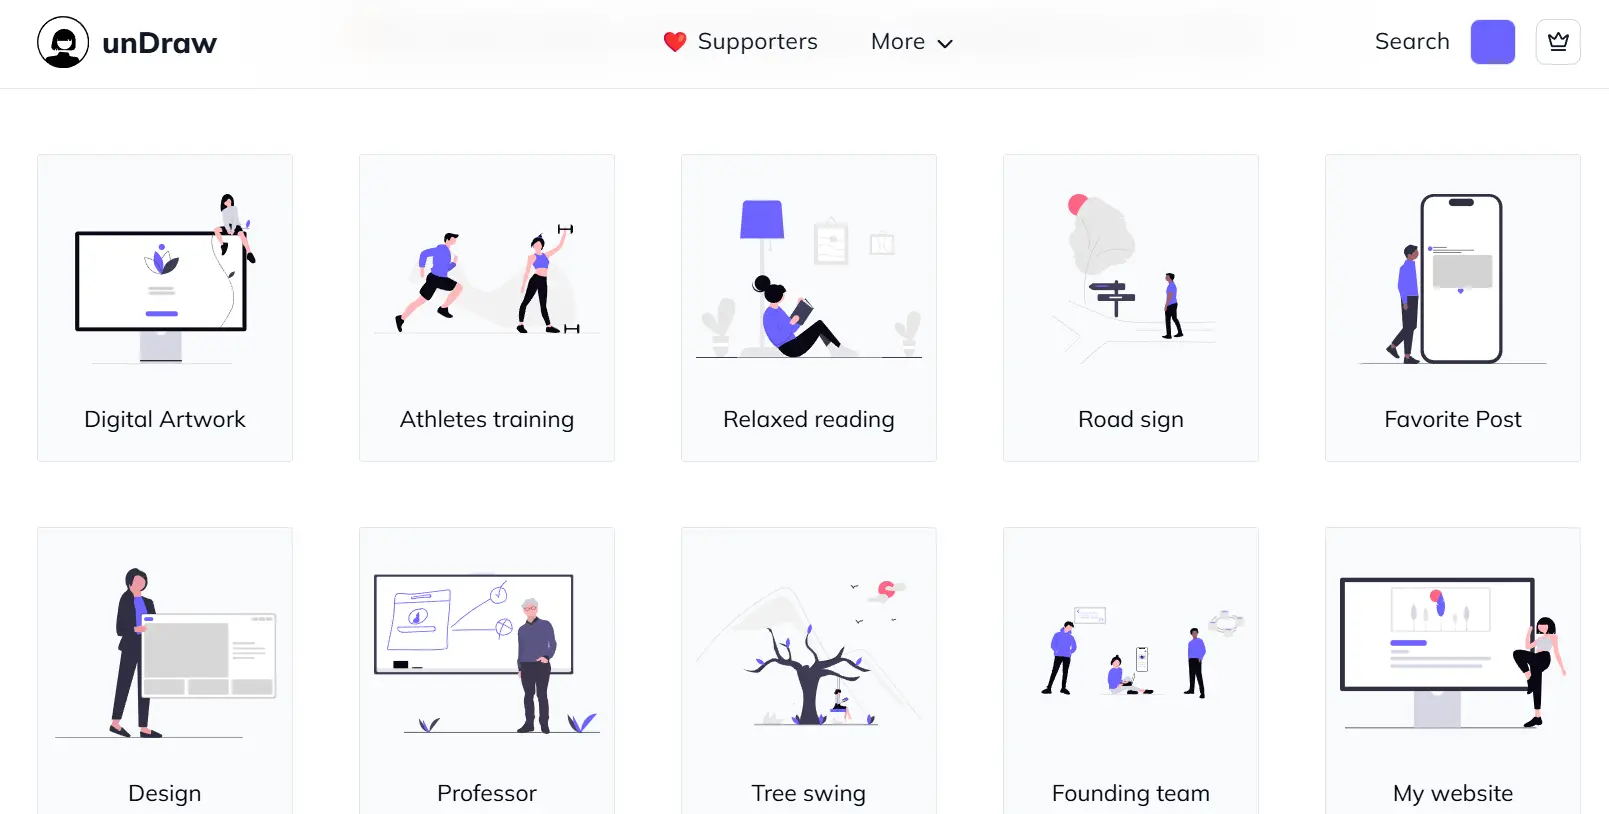 unDraw
Supporters
More
Search
Digital Artwork
Athletes training
Relaxed reading
Road sign
Favorite Post
Design
Professor
Tree swing
Founding team
My website